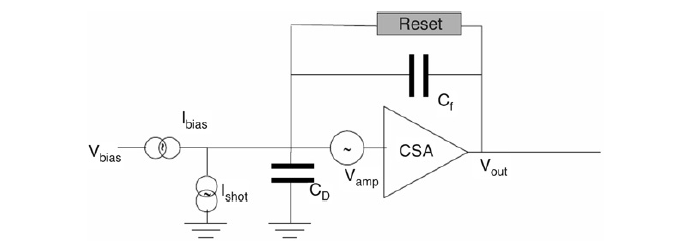 Reset
Cf
Ibias
Vbias
CSA
Vamp
Vout
Ishot
CD
~
~